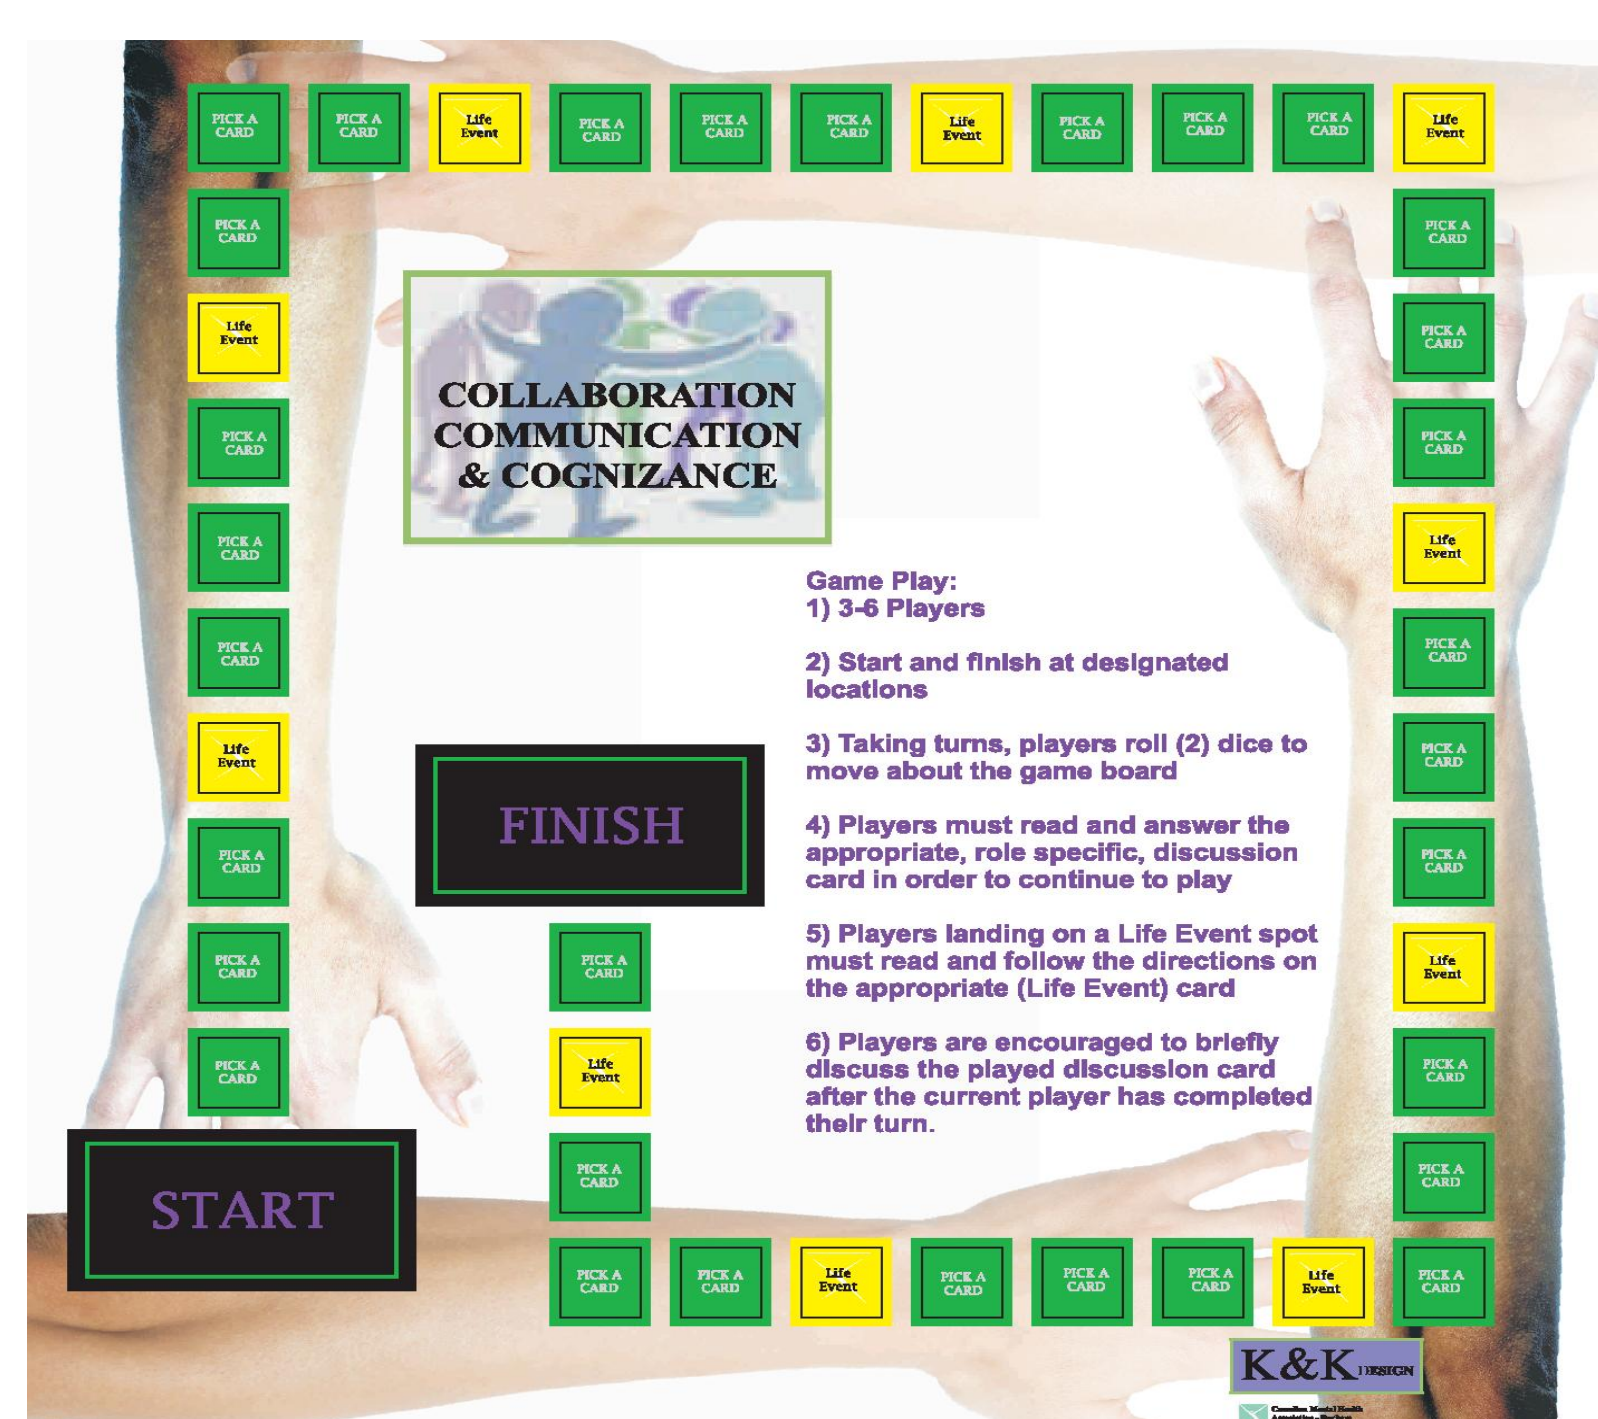 PICK A
CARD
PICK A
CARD
Life
Event
PICK A
CARD
PICK A
CARD
PICK A
CARD
Life
Event
PICK A
CARD
PICK A
CARD
PICK A
CARD
Life
Event
PICK A
CARD
PICK A
CARD
Life
Event
PICK A
CARD
PICK A
CARD
PICK A
CARD
PICK A
CARD
PICK A
CARD
Life
Event
PICK A
CARD
PICK A
CARD
Life
Event
PICK A
CARD
PICK A
CARD
PICK A
CARD
PICK A
CARD
PICK A
CARD
Life
Event
PICK A
CARD
PICK A
CARD
COLLABORATION
COMMUNICATION
& COGNIZANCE
Game Play:
1) 3-6 Players
2) Start and finish at designated
locations
3) Taking turns, players roll (2) dice to
move about the game board
4) Players must read and answer the
appropriate, role specific, discussion
card in order to continue to play
5) Players landing on a Life Event spot
must read and follow the directions on
the appropriate (Life Event) card
6) Players are encouraged to briefly
discuss the played discussion card
after the current player has completed
their turn.
FINISH
PICK A
CARD
Life
Event
PICK A
CARD
START
PICK A
CARD
PICK A
CARD
Life
Event
PICK A
CARD
PICK A
CARD
PICK A
CARD
Life
Event
PICK A
CARD
K&K DESIGN
Canadian Mental Health
Association - Durham